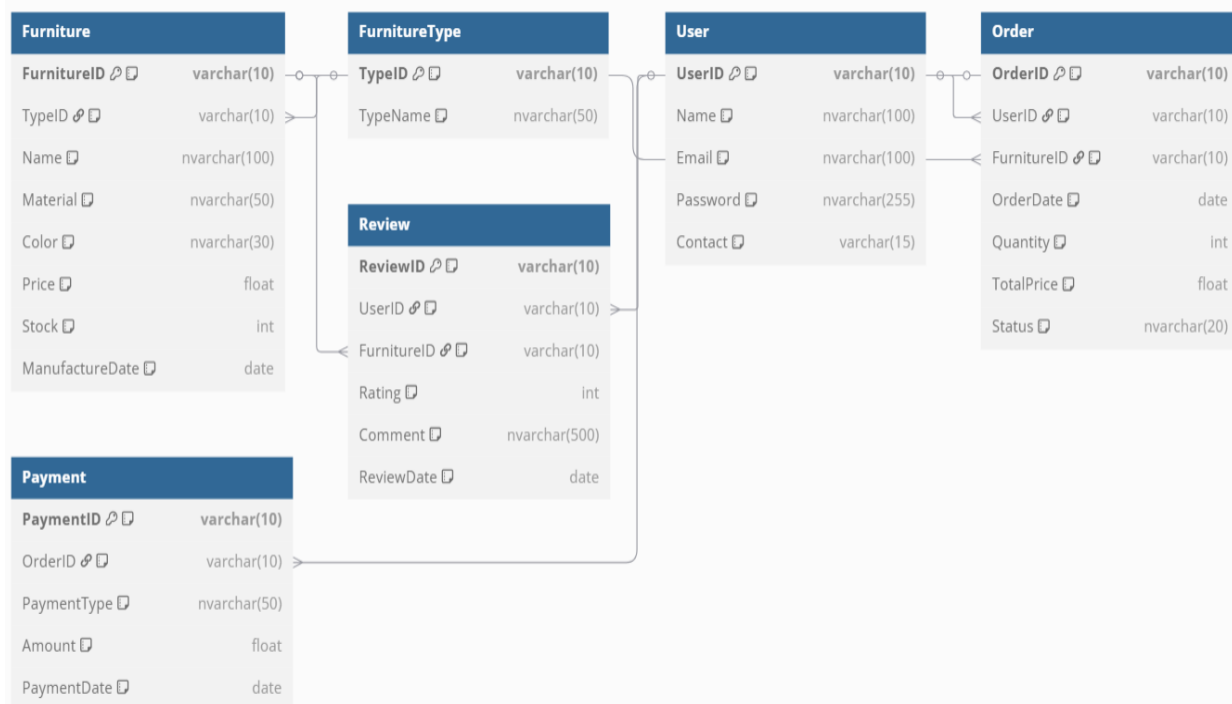 Furniture
FurnitureID varchar(10)
TypeID varchar(10)
Name nvarchar(100)
Material nvarchar(50)
Color nvarchar(30)
Price float
Stock int
ManufactureDate date
FurnitureType
TypeID varchar(10)
TypeName nvarchar(50)
Review
ReviewID varchar(10)
UserID varchar(10)
FurnitureID varchar(10)
Rating int
Comment nvarchar(500)
ReviewDate date
User
UserID varchar(10)
Name nvarchar(100)
Email nvarchar(100)
Password nvarchar(255)
Contact varchar(15)
Order
OrderID varchar(10)
UserID varchar(10)
FurnitureID varchar(10)
OrderDate date
Quantity int
TotalPrice float
Status nvarchar(20)
Payment
PaymentID varchar(10)
OrderID varchar(10)
PaymentType nvarchar(50)
Amount float
PaymentDate date